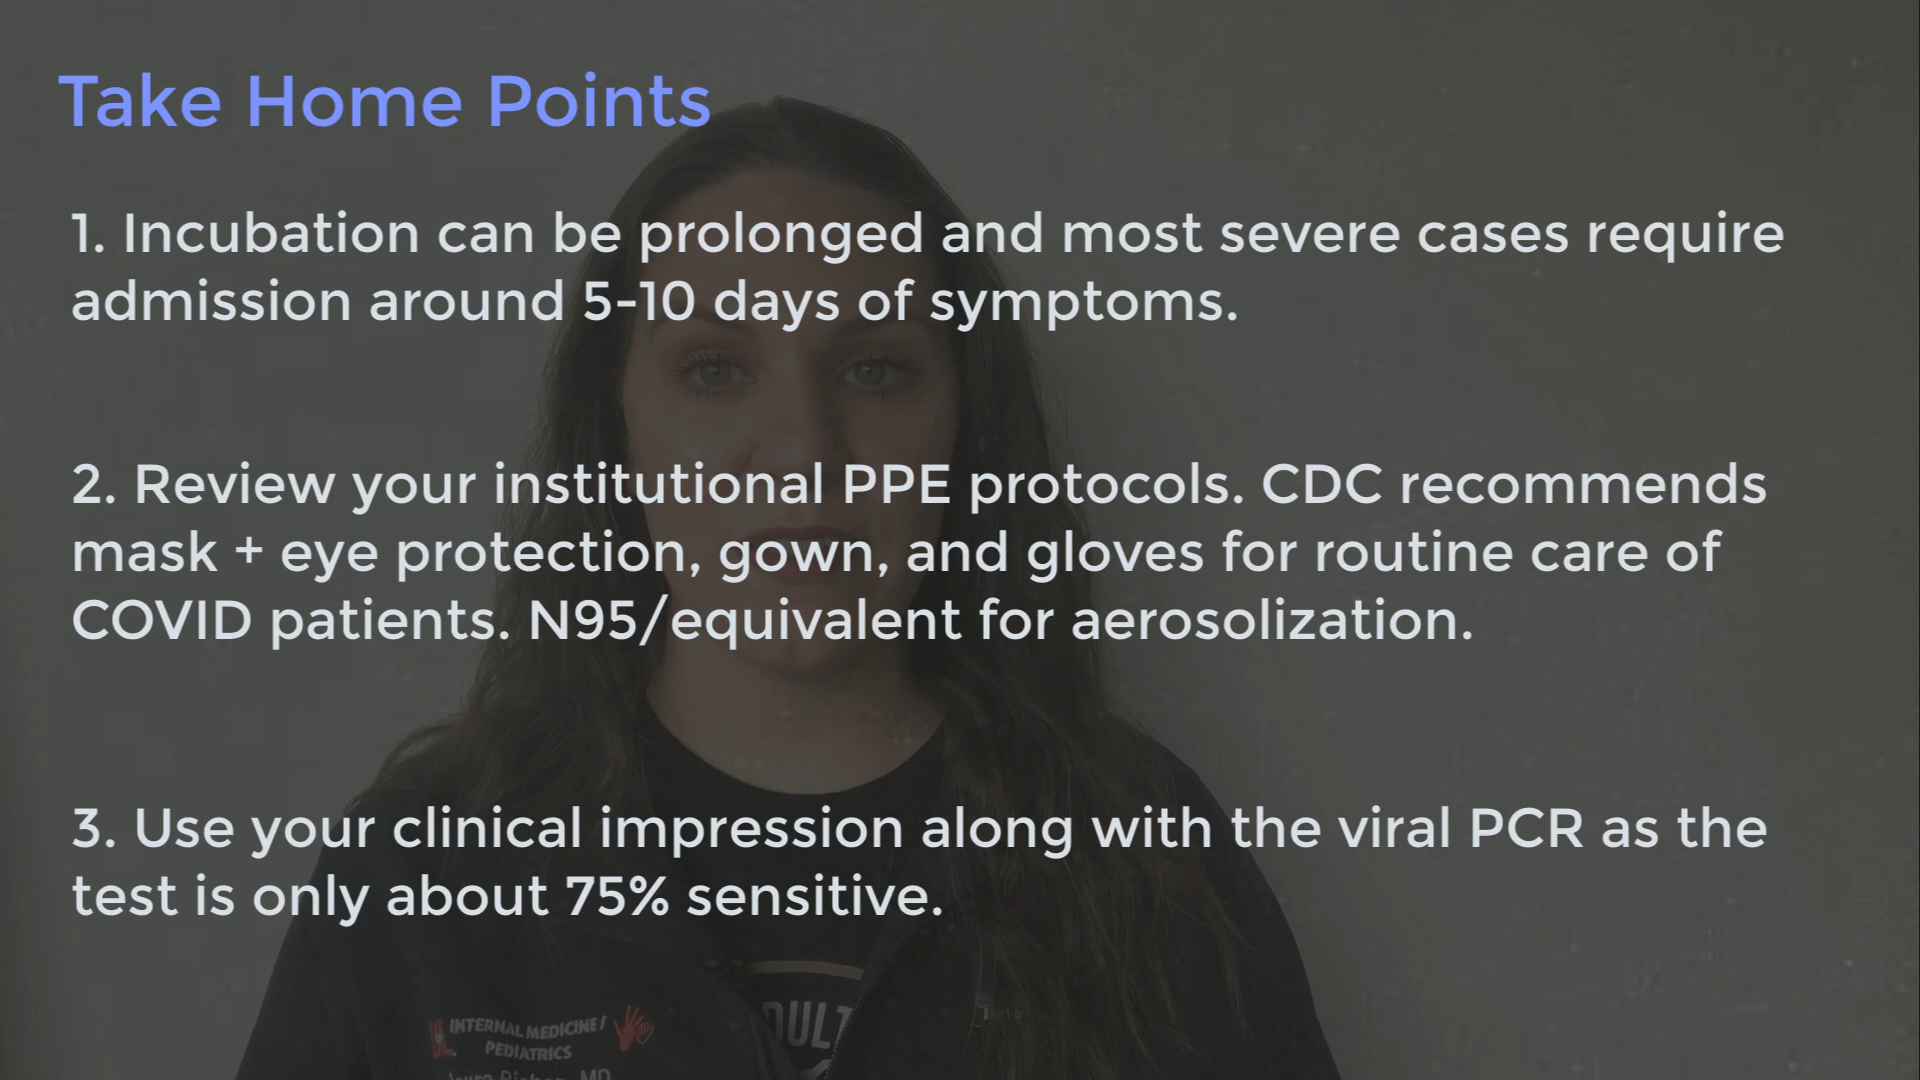 Take Home Points
1. Incubation can be prolonged and most severe cases require
admission around 5-10 days of symptoms.
2. Review your institutional PPE protocols. CDC recommends
mask + eye protection, gown, and gloves for routine care of
COVID patients. N95/equivalent for aerosolization.
3. Use your clinical impression along with the viral PCR as the
test is only about 75% sensitive.
INTERNAL MEDICINE/
PEDIATRICS
MD